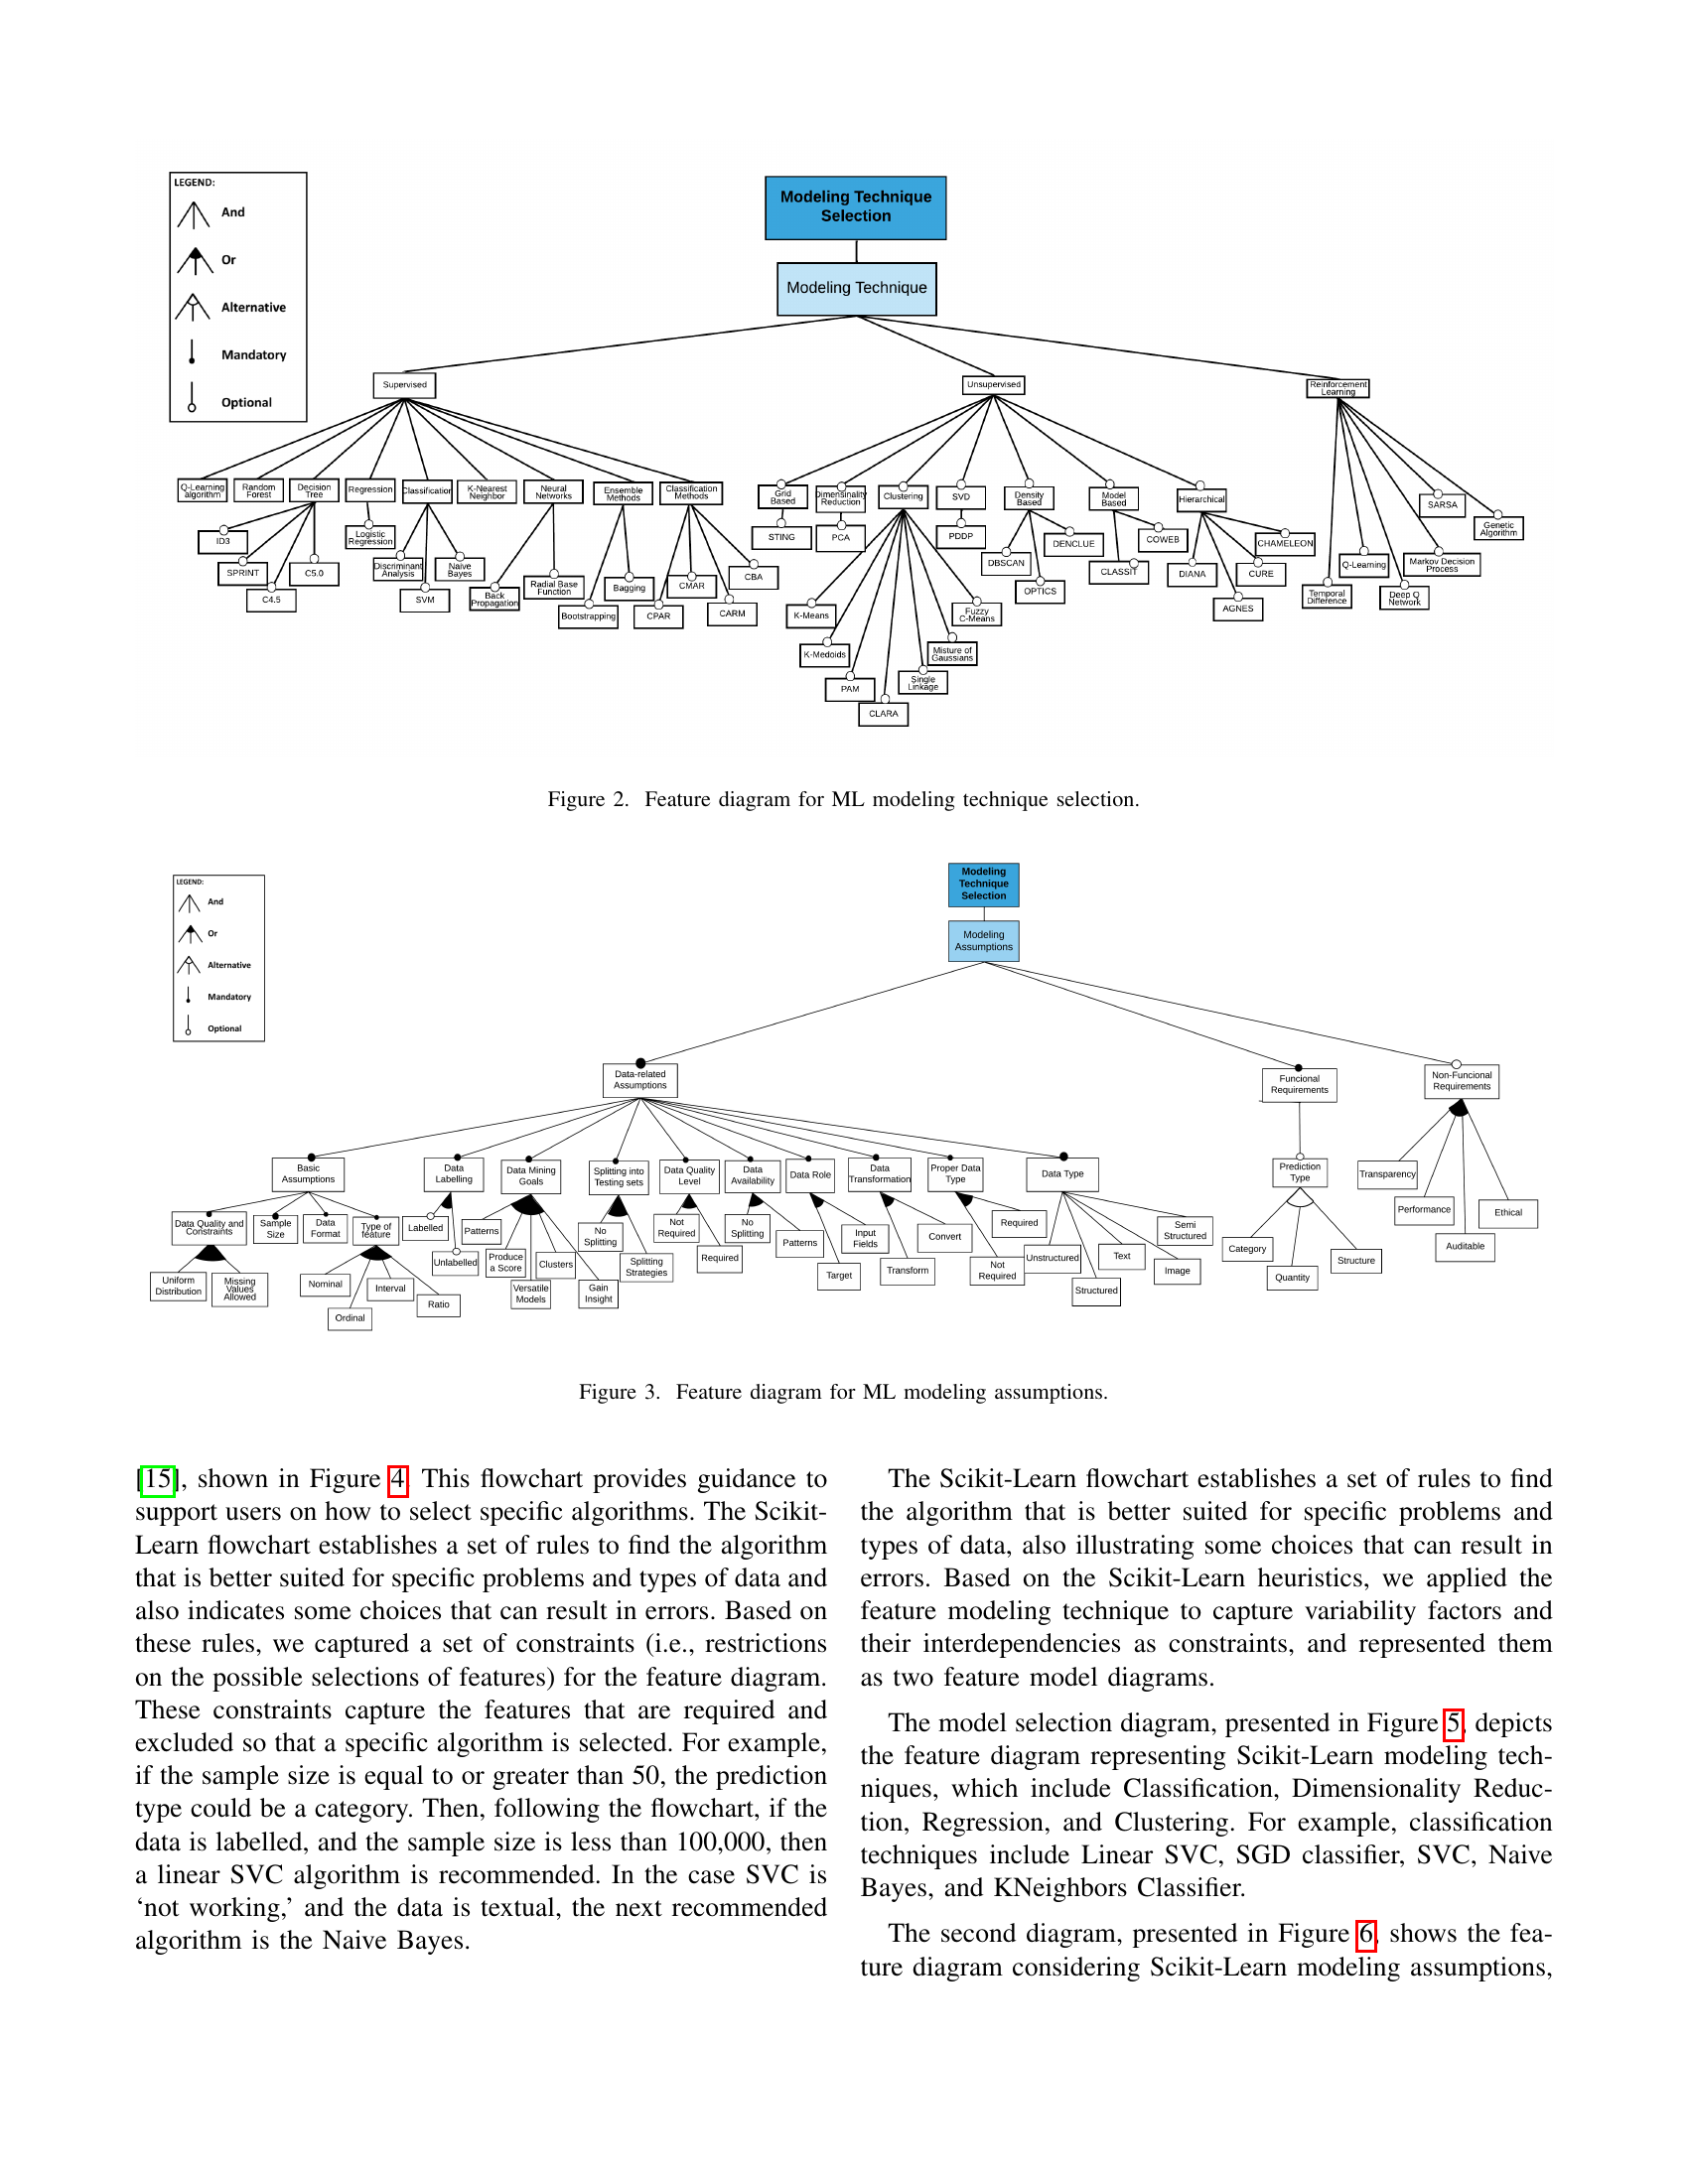 LEGEND:
And
Or
Alternative
Mandatory
Optional
Modeling Technique
Selection
Modeling Technique
Supervised
Unsupervised
Reinforcement
Learning
Q-Learning
algorithm
Random
Forest
Decision
Tree
Regression
Classification
K-Nearest
Neighbor
Neural
Networks
Ensemble
Methods
Classification
Methods
Grid
Based
Dimensinality
Reduction
Clustering
SVD
Density
Based
Model
Based
Hierarchical
ID3
SPRINT
C4.5
C5.0
Logistic
Regression
Discriminant
Analysis
SVM
Naive
Bayes
Back
Propagation
Radial Base
Function
Bootstrapping
Bagging
CPAR
CMAR
CARM
CBA
STING
PCA
PDDP
K-Means
K-Medoids
PAM
CLARA
Single
Linkage
Misture of
Gaussians
Fuzzy
C-Means
DBSCAN
OPTICS
DENCLUE
CLASSIT
COWEB
DIANA
AGNES
CURE
CHAMELEON
Temporal
Difference
Q-Learning
Deep Q
Network
Markov Decision
Process
SARSA
Genetic
Algorithm
Figure 2. Feature diagram for ML modeling technique selection.
LEGEND:
And
Or
Alternative
Mandatory
Optional
Modeling
Technique
Selection
Modeling
Assumptions
Data-related
Assumptions
Funcional
Requirements
Non-Funcional
Requirements
Basic
Assumptions
Data
Labelling
Data Mining
Goals
Splitting into
Testing sets
Data Quality
Level
Data
Availability
Data Role
Data
Transformation
Proper Data
Type
Data Type
Prediction
Type
Transparency
Performance
Auditable
Ethical
Data Quality and
Constraints
Sample
Size
Data
Format
Type of
feature
Labelled
Unlabelled
Patterns
Produce
a Score
Versatile
Models
Clusters
Gain
Insight
No
Splitting
Splitting
Strategies
Not
Required
Required
No
Splitting
Patterns
Target
Input
Fields
Transform
Convert
Required
Not
Required
Unstructured
Structured
Text
Image
Semi
Structured
Category
Quantity
Structure
Uniform
Distribution
Missing
Values
Allowed
Nominal
Ordinal
Interval
Ratio
Figure 3. Feature diagram for ML modeling assumptions.
[15], shown in Figure 4. This flowchart provides guidance to
support users on how to select specific algorithms. The Scikit-
Learn flowchart establishes a set of rules to find the algorithm
that is better suited for specific problems and types of data and
also indicates some choices that can result in errors. Based on
these rules, we captured a set of constraints (i.e., restrictions
on the possible selections of features) for the feature diagram.
These constraints capture the features that are required and
excluded so that a specific algorithm is selected. For example,
if the sample size is equal to or greater than 50, the prediction
type could be a category. Then, following the flowchart, if the
data is labelled, and the sample size is less than 100,000, then
a linear SVC algorithm is recommended. In the case SVC is
‘not working,’ and the data is textual, the next recommended
algorithm is the Naive Bayes.
The Scikit-Learn flowchart establishes a set of rules to find
the algorithm that is better suited for specific problems and
types of data, also illustrating some choices that can result in
errors. Based on the Scikit-Learn heuristics, we applied the
feature modeling technique to capture variability factors and
their interdependencies as constraints, and represented them
as two feature model diagrams.
The model selection diagram, presented in Figure 5, depicts
the feature diagram representing Scikit-Learn modeling tech-
niques, which include Classification, Dimensionality Reduc-
tion, Regression, and Clustering. For example, classification
techniques include Linear SVC, SGD classifier, SVC, Naive
Bayes, and KNeighbors Classifier.
The second diagram, presented in Figure 6, shows the fea-
ture diagram considering Scikit-Learn modeling assumptions,